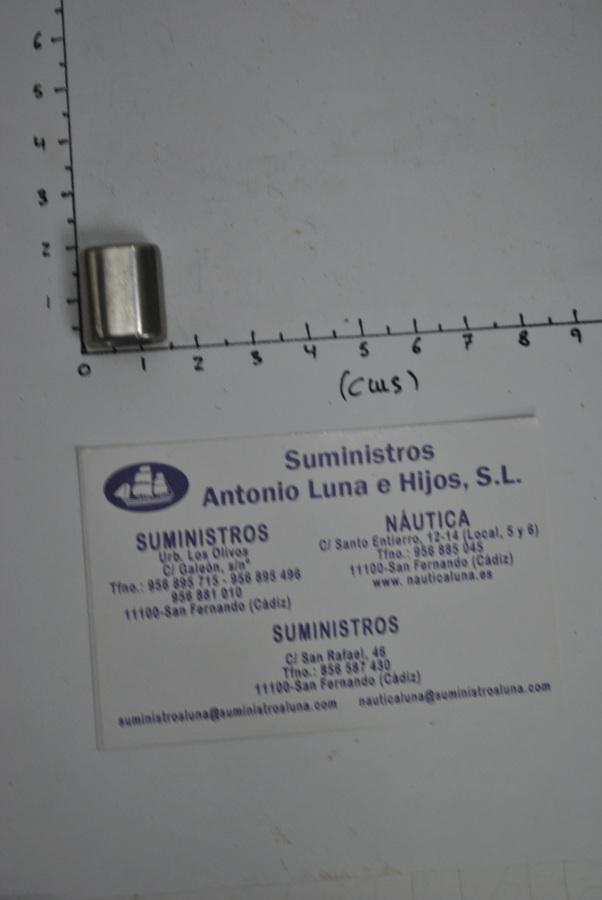 6
5
4
3
2
1
0 1 2 3 4 5 6 7 8 9
(cms)
Suministros
Antonio Luna e Hijos, S.L.
SUMINISTROS
Urb. Los Olivos
C/ Galeón, s/nº
Tfno.: 956 895 715 - 956 895 496
956 881 010
11100-San Fernando (Cádiz)
NÁUTICA
C/ Santo Entierro, 12-14 (Local, 5 y 6)
Tfno.: 956 885 045
11100-San Fernando (Cádiz)
www. nauticaluna.es
SUMINISTROS
C/ San Rafael, 46
Tfno.: 856 587 430
11100-San Fernando (Cádiz)
suministrosluna@suministrosluna.com nauticaluna@suministrosluna.com